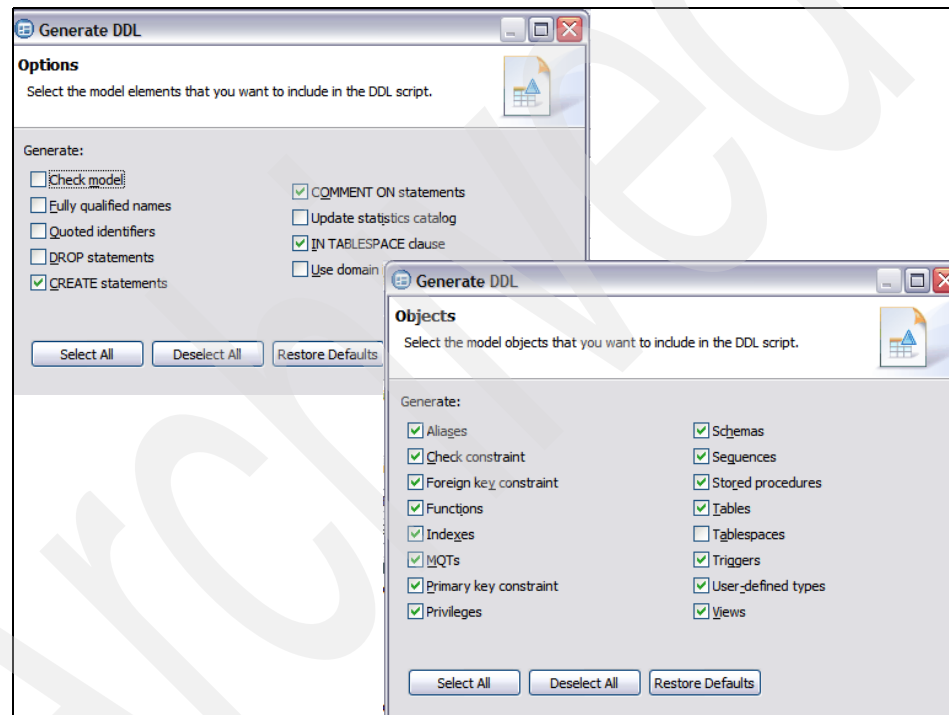 Generate DDL
Options
Select the model elements that you want to include in the DDL script.
Generate:
Check model
Fully qualified names
Quoted identifiers
DROP statements
CREATE statements
COMMENT ON statements
Update statistics catalog
IN TABLESPACE clause
Use domain
Select All
Deselect All
Restore Defaults
Generate DDL
Objects
Select the model objects that you want to include in the DDL script.
Generate:
Aliases
Check constraint
Foreign key constraint
Functions
Indexes
MQTs
Primary key constraint
Privileges
Schemas
Sequences
Stored procedures
Tables
Tablespaces
Triggers
User-defined types
Views
Select All
Deselect All
Restore Defaults
Archived